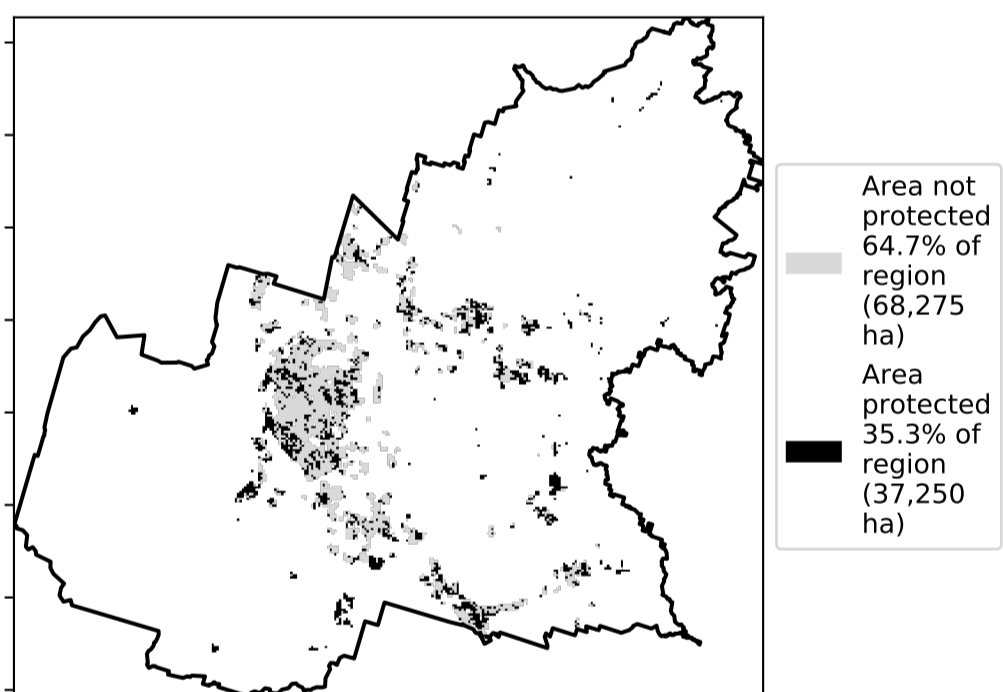 Area not
protected
64.7% of
region
(68,275
ha)
Area
protected
35.3% of
region
(37,250
ha)